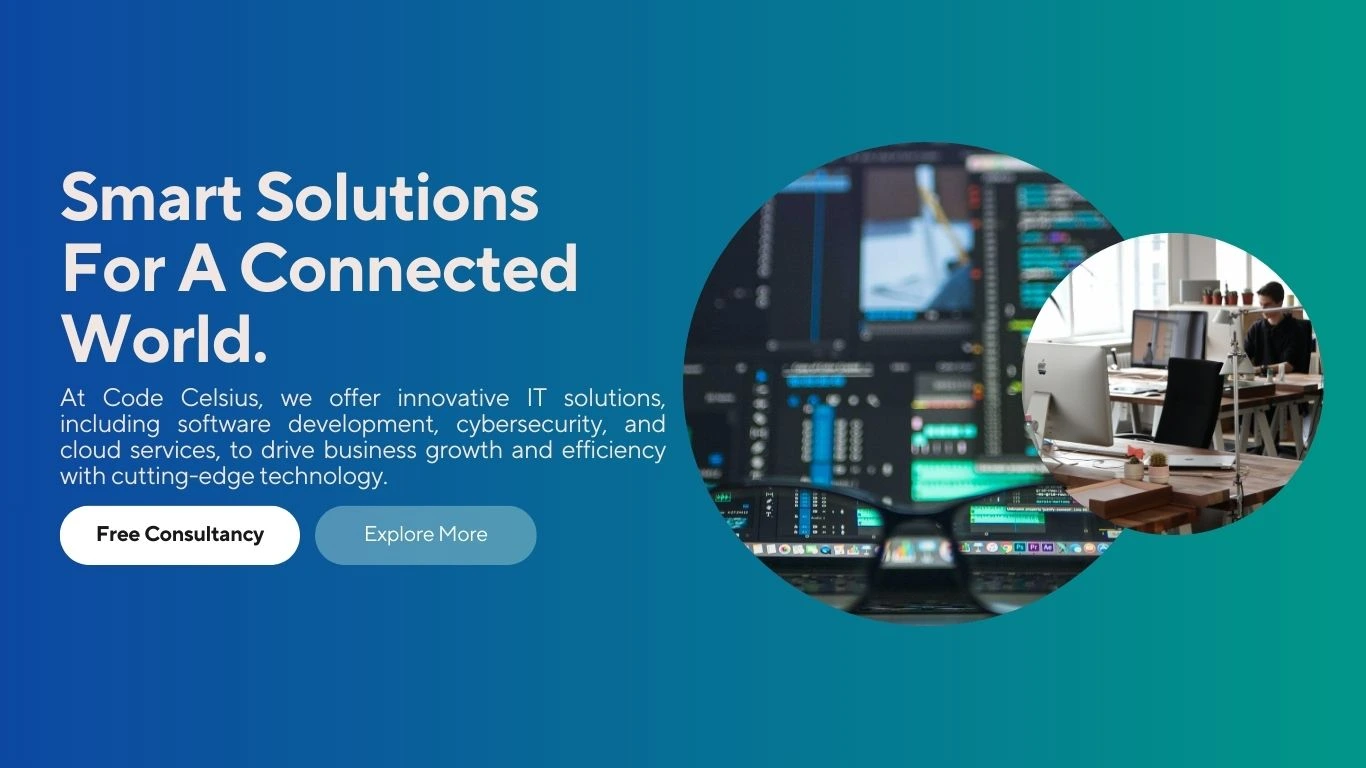 Smart Solutions
For A Connected
World.
At Code Celsius, we offer innovative IT solutions,
including software development, cybersecurity, and
cloud services, to drive business growth and efficiency
with cutting-edge technology.
Free Consultancy
Explore More